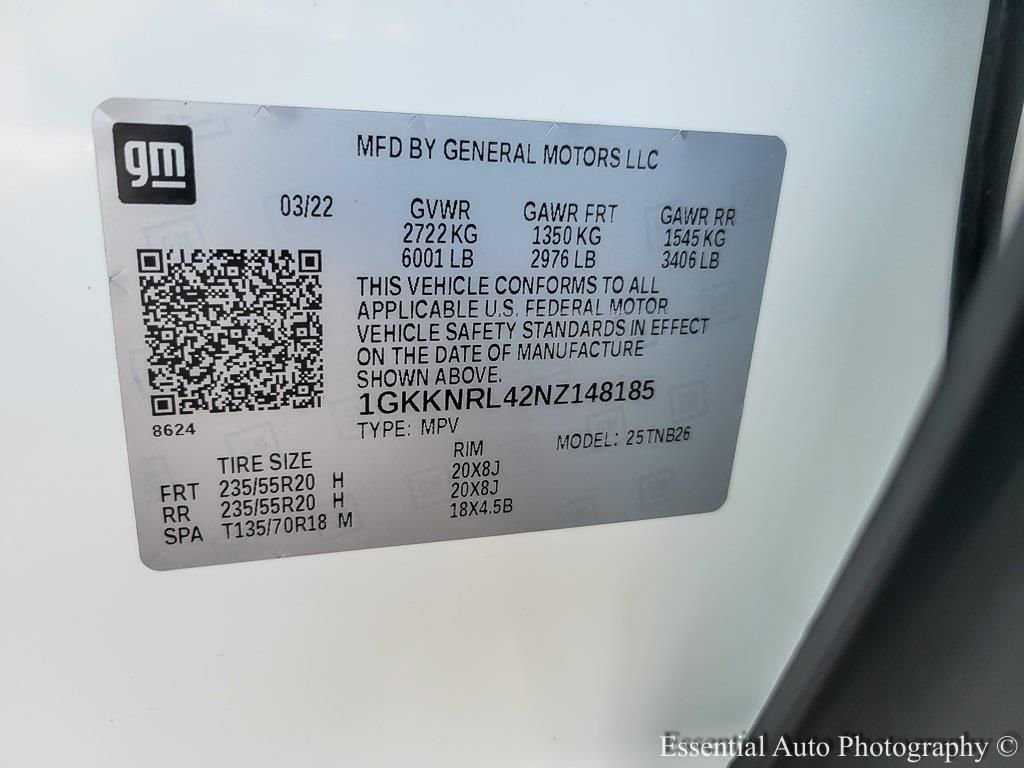 gm
MFD BY GENERAL MOTORS LLC
03/22 GVWR GAWR FRT GAWR RR
2722 KG 1350 KG 1545 KG
6001 LB 2976 LB 3406 LB
THIS VEHICLE CONFORMS TO ALL
APPLICABLE U.S. FEDERAL MOTOR
VEHICLE SAFETY STANDARDS IN EFFECT
ON THE DATE OF MANUFACTURE
SHOWN ABOVE.
1GKKNRL42NZ148185
8624
TYPE: MPV MODEL: 25TNB26
TIRE SIZE RIM
FRT 235/55R20 H 20X8J
RR 235/55R20 H 20X8J
SPA T135/70R18 M 18X4.5B
Essential Auto Photography ©